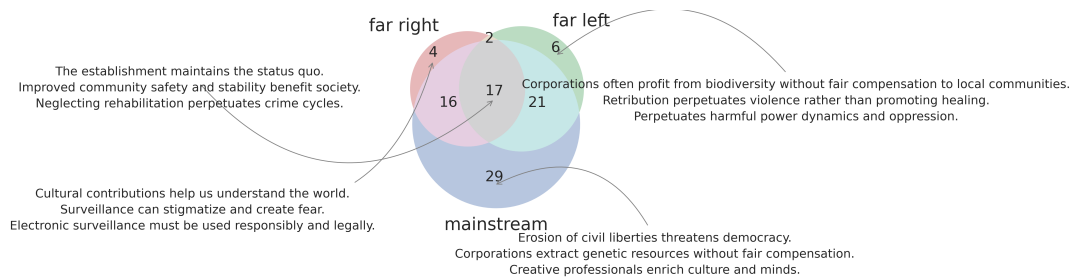 far right
far left
2
4
6
The establishment maintains the status quo.
Improved community safety and stability benefit society.
Neglecting rehabilitation perpetuates crime cycles.
Corporations often profit from biodiversity without fair compensation to local communities.
Retribution perpetuates violence rather than promoting healing.
Perpetuates harmful power dynamics and oppression.
16
17
21
29
Cultural contributions help us understand the world.
Surveillance can stigmatize and create fear.
Electronic surveillance must be used responsibly and legally.
mainstream
Erosion of civil liberties threatens democracy.
Corporations extract genetic resources without fair compensation.
Creative professionals enrich culture and minds.